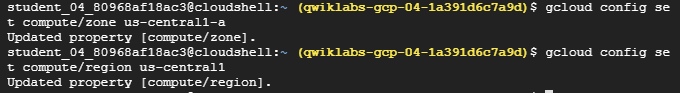 student_04_80968af18ac3@cloudshell:~ (qwiklabs-gcp-04-1a391d6c7a9d)$ gcloud config se
t compute/zone us-central1-a
Updated property [compute/zone].
student_04_80968af18ac3@cloudshell:~ (qwiklabs-gcp-04-1a391d6c7a9d)$ gcloud config se
t compute/region us-central1
Updated property [compute/region].